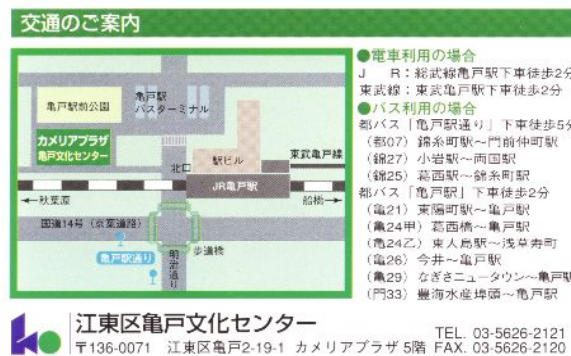 交通のご案内
亀戸駅前公園
亀戸駅
バスターミナル
カメリアプラザ
亀戸文化センター
北口
駅ビル
東武亀戸線
JR亀戸駅
←秋葉原
船橋→
国道14号(京葉道路)
亀戸駅通り
明治通り
歩道橋
●電車利用の場合
J R:総武線亀戸駅下車徒歩2分
東武線:東武亀戸駅下車徒歩2分
●バス利用の場合
都バス「亀戸駅通り」下車徒歩5分
(都07)錦糸町駅~門前仲町駅
(錦27)小岩駅~両国駅
(錦25)葛西駅~錦糸町駅
都バス「亀戸駅」下車徒歩2分
(亀21)東陽町駅~亀戸駅
(亀24甲)葛西橋~亀戸駅
(亀24乙)東大島駅~浅草寿町
(亀26)今井~亀戸駅
(亀29)なぎさニュータウン~亀戸駅
(門33)豊海水産埠頭~亀戸駅
江東区亀戸文化センター
〒136-0071 江東区亀戸2-19-1 カメリアプラザ 5階
TEL. 03-5626-2121
FAX. 03-5626-2120